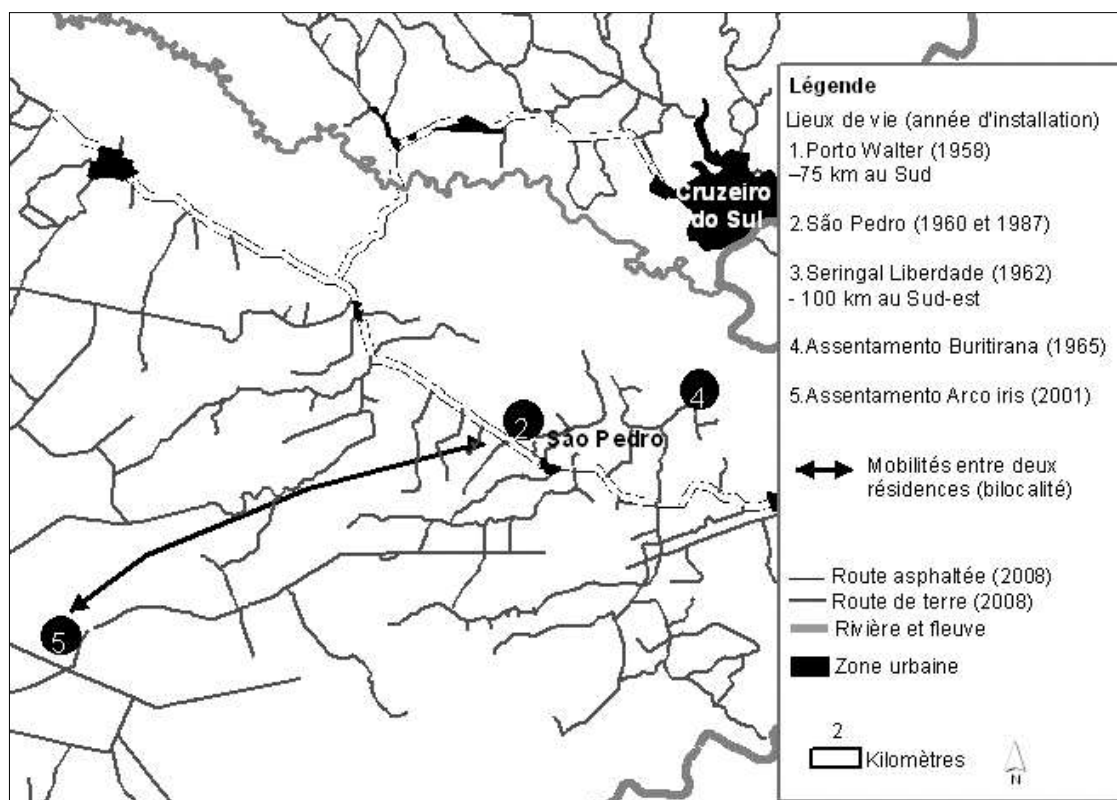 Légende
Lieux de vie (année d'installation)
1.Porto Walter (1958)
–75 km au Sud
2.São Pedro (1960 et 1987)
3.Seringal Liberdade (1962)
- 100 km au Sud-est
4.Assentamento Buritirana (1965)
5.Assentamento Arco iris (2001)
Mobilités entre deux
résidences (bilocalité)
Route asphaltée (2008)
Route de terre (2008)
Rivière et fleuve
Zone urbaine
2
Kilomètres
N
Cruzeiro
do Sul
4
2
São Pedro
5